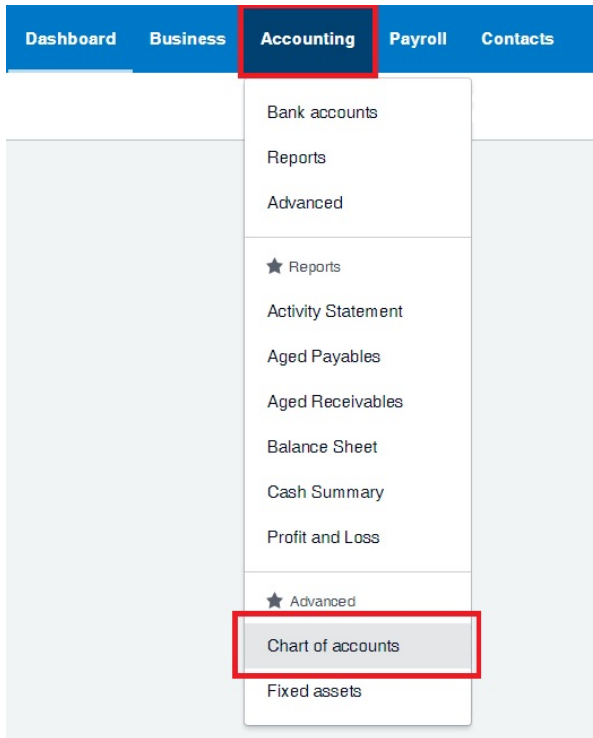 Dashboard Business Accounting Payroll Contacts
Bank accounts
Reports
Advanced
Reports
Activity Statement
Aged Payables
Aged Receivables
Balance Sheet
Cash Summary
Profit and Loss
Advanced
Chart of accounts
Fixed assets